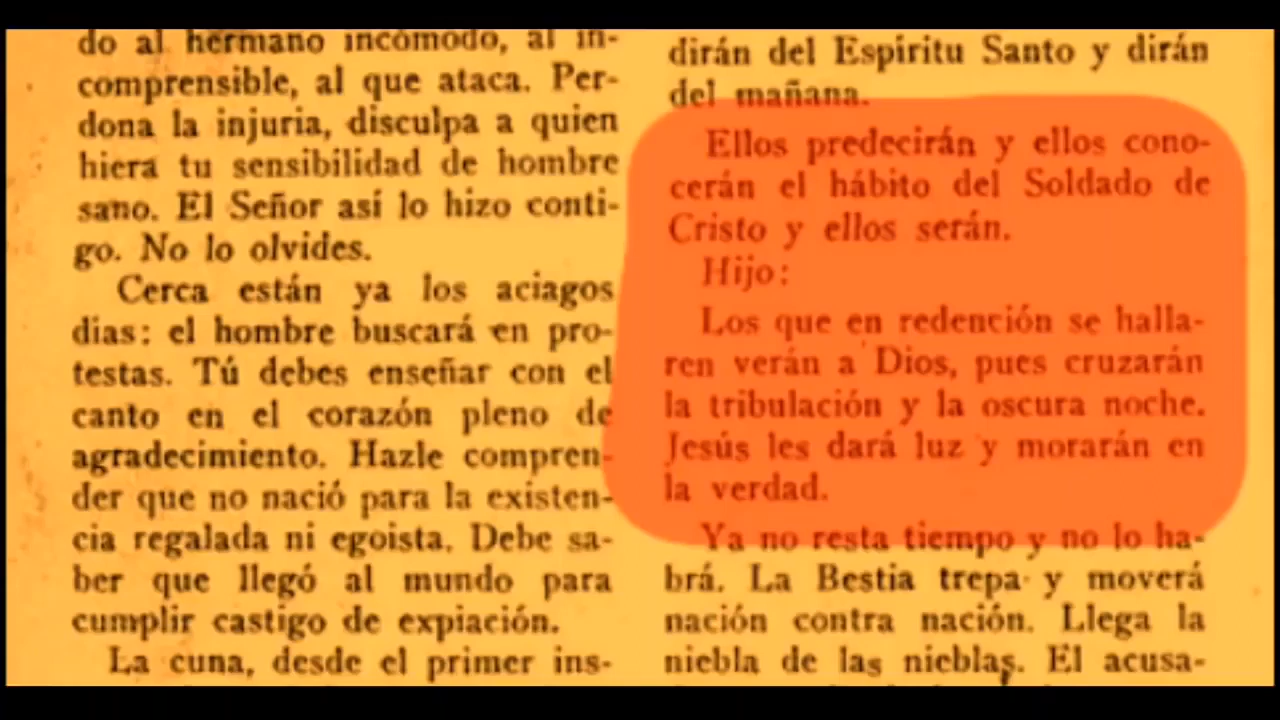 do al hermano incómodo, al in-
comprensible, al que ataca. Per-
dona la injuria, disculpa a quien
hiera tu sensibilidad de hombre
sano. El Señor así lo hizo conti-
go. No lo olvides.
Cerca están ya los aciagos
dias: el hombre buscará en pro-
testas. Tú debes enseñar con el
canto en el corazón pleno de
agradecimiento. Hazle compren-
der que no nació para la existen-
cia regalada ni egoista. Debe sa-
ber que llegó al mundo para
cumplir castigo de expiación.
La cuna, desde el primer ins-
dirán del Espíritu Santo y dirán
del mañana.
Ellos predecirán y ellos cono-
cerán el hábito del Soldado de
Cristo y ellos serán.
Hijo:
Los que en redención se halla-
ren verán a Dios, pues cruzarán
la tribulación y la oscura noche.
Jesús les dará luz y morarán en
la verdad.
Ya no resta tiempo y no lo ha-
brá. La Bestia trepa y moverá
nación contra nación. Llega la
niebla de las nieblas. El acusa-